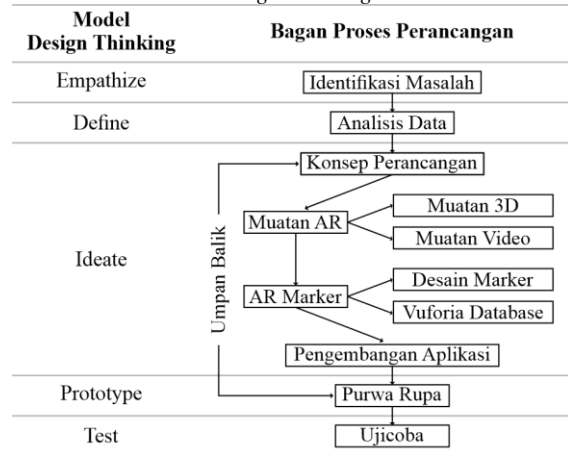 Model
Design Thinking
Bagan Proses Perancangan
Empathize
Identifikasi Masalah
Define
Analisis Data
Ideate
Konsep Perancangan
Umpan Balik
Muatan AR
Muatan 3D
Muatan Video
AR Marker
Desain Marker
Vuforia Database
Pengembangan Aplikasi
Prototype
Purwa Rupa
Test
Ujicoba